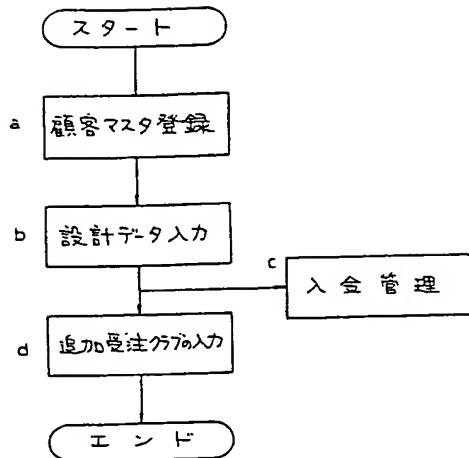 スタート
a
顧客マスタ登録
b
設計データ入力
c
入金管理
d
追加受注クラブの入力
エンド